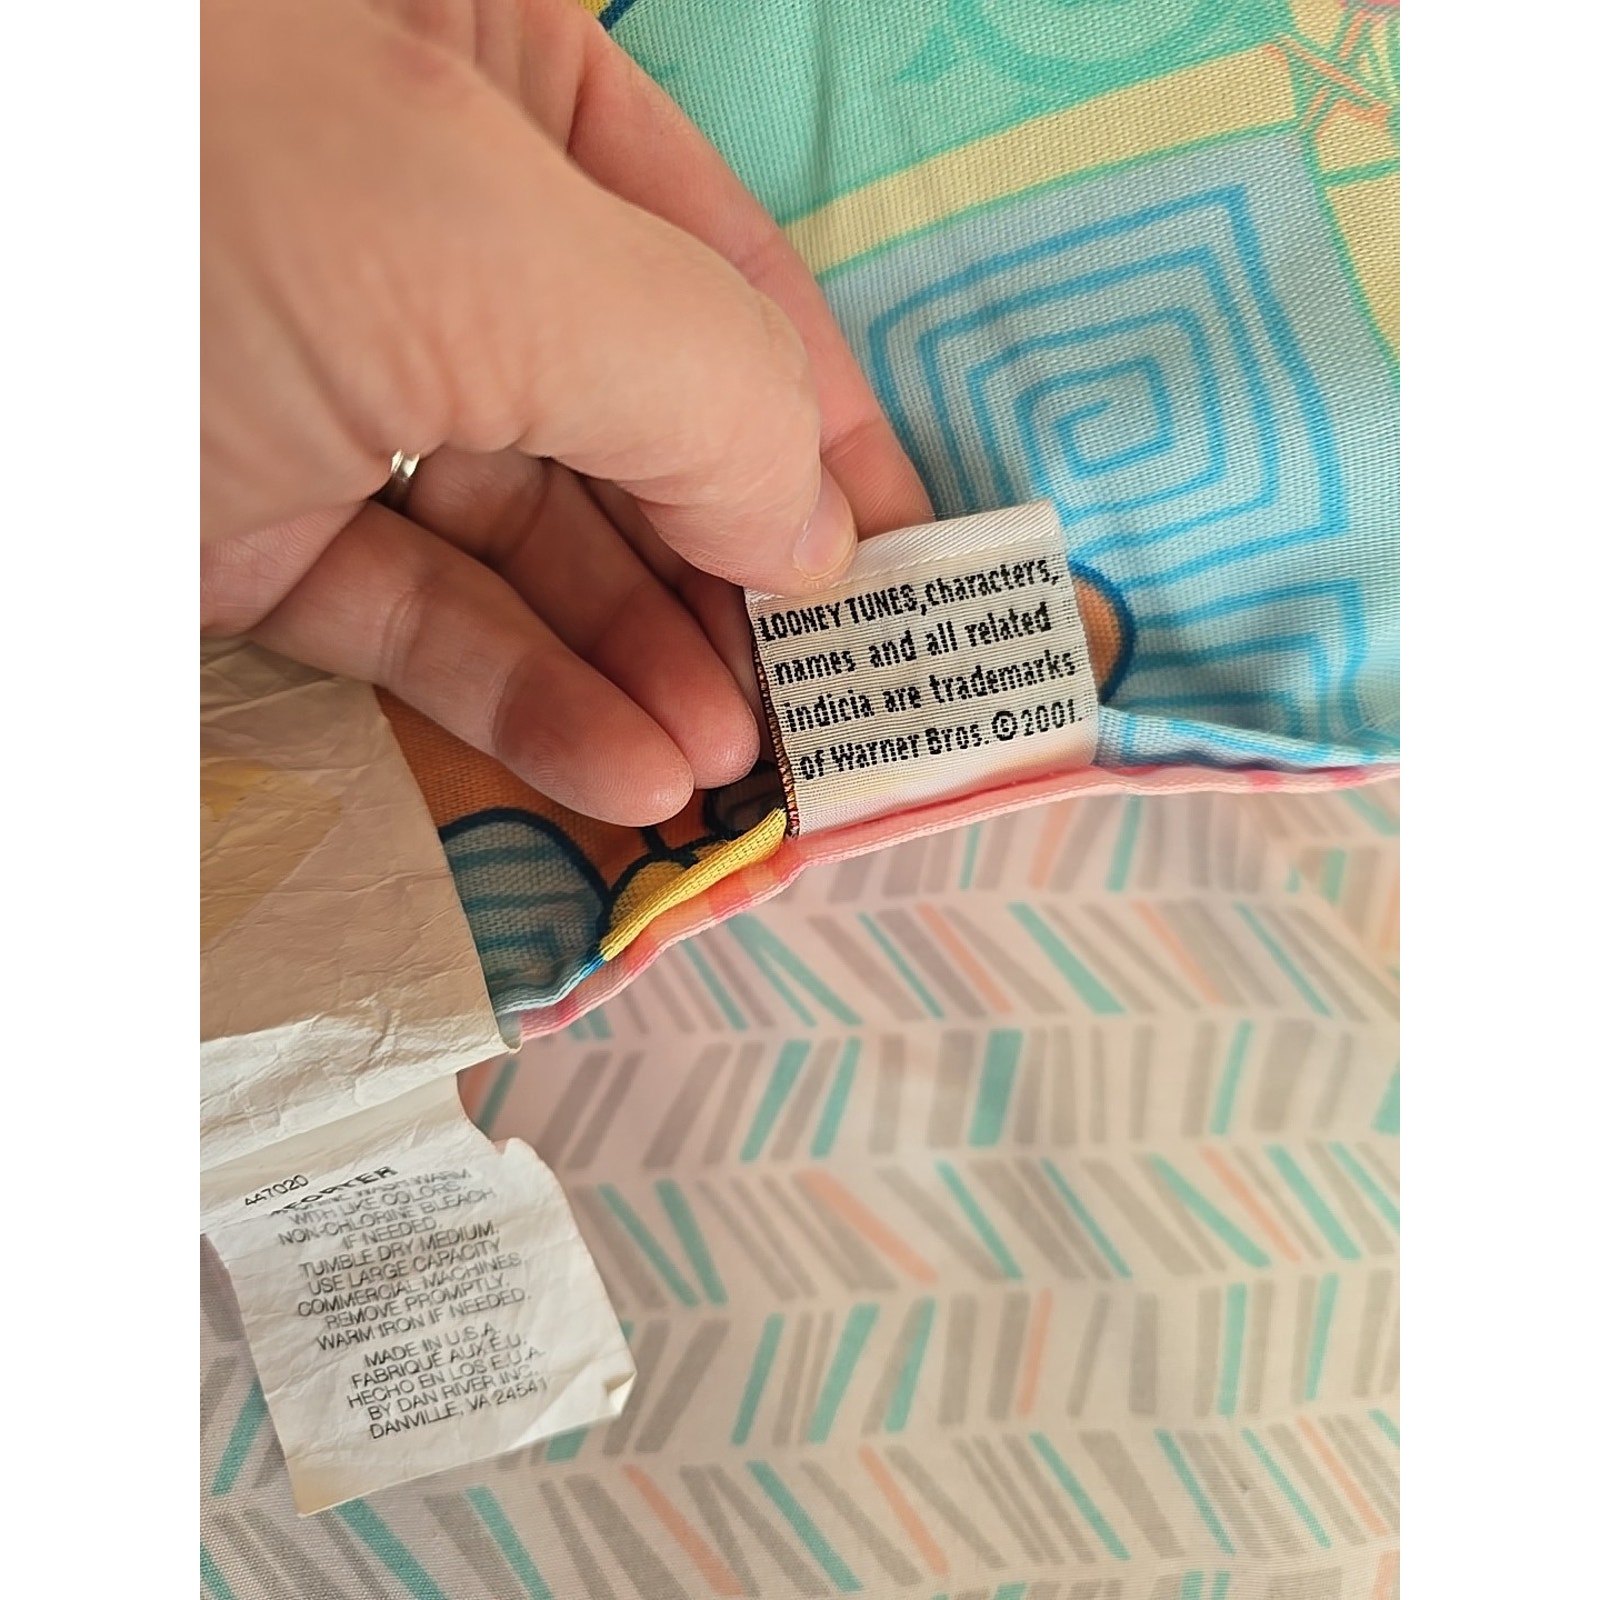 LOONEY TUNES, characters,
names and all related
indicia are trademarks
of Warner Bros. © 2001.
447020
WASH WARM
WITH LIKE COLORS.
NON-CHLORINE BLEACH
IF NEEDED.
TUMBLE DRY MEDIUM.
USE LARGE CAPACITY
COMMERCIAL MACHINES
REMOVE PROMPTLY.
WARM IRON IF NEEDED.
MADE IN U.S.A.
FABRIQUÉ AUX É.U.
HECHO EN LOS E.U.A.
BY DAN RIVER INC.
DANVILLE, VA 24541